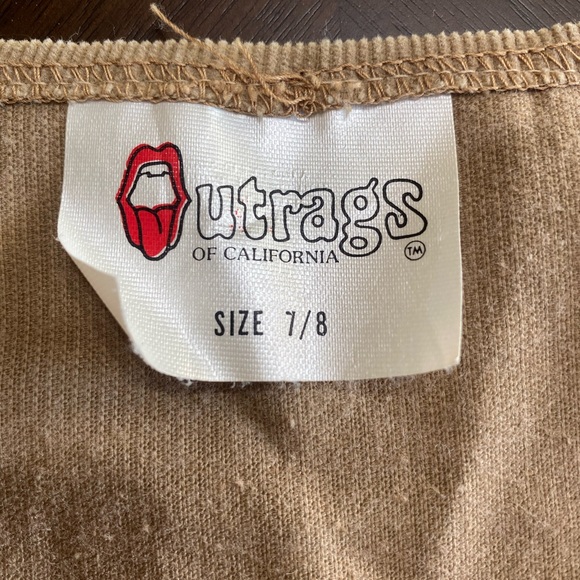 Outrags
OF CALIFORNIA TM
SIZE 7/8